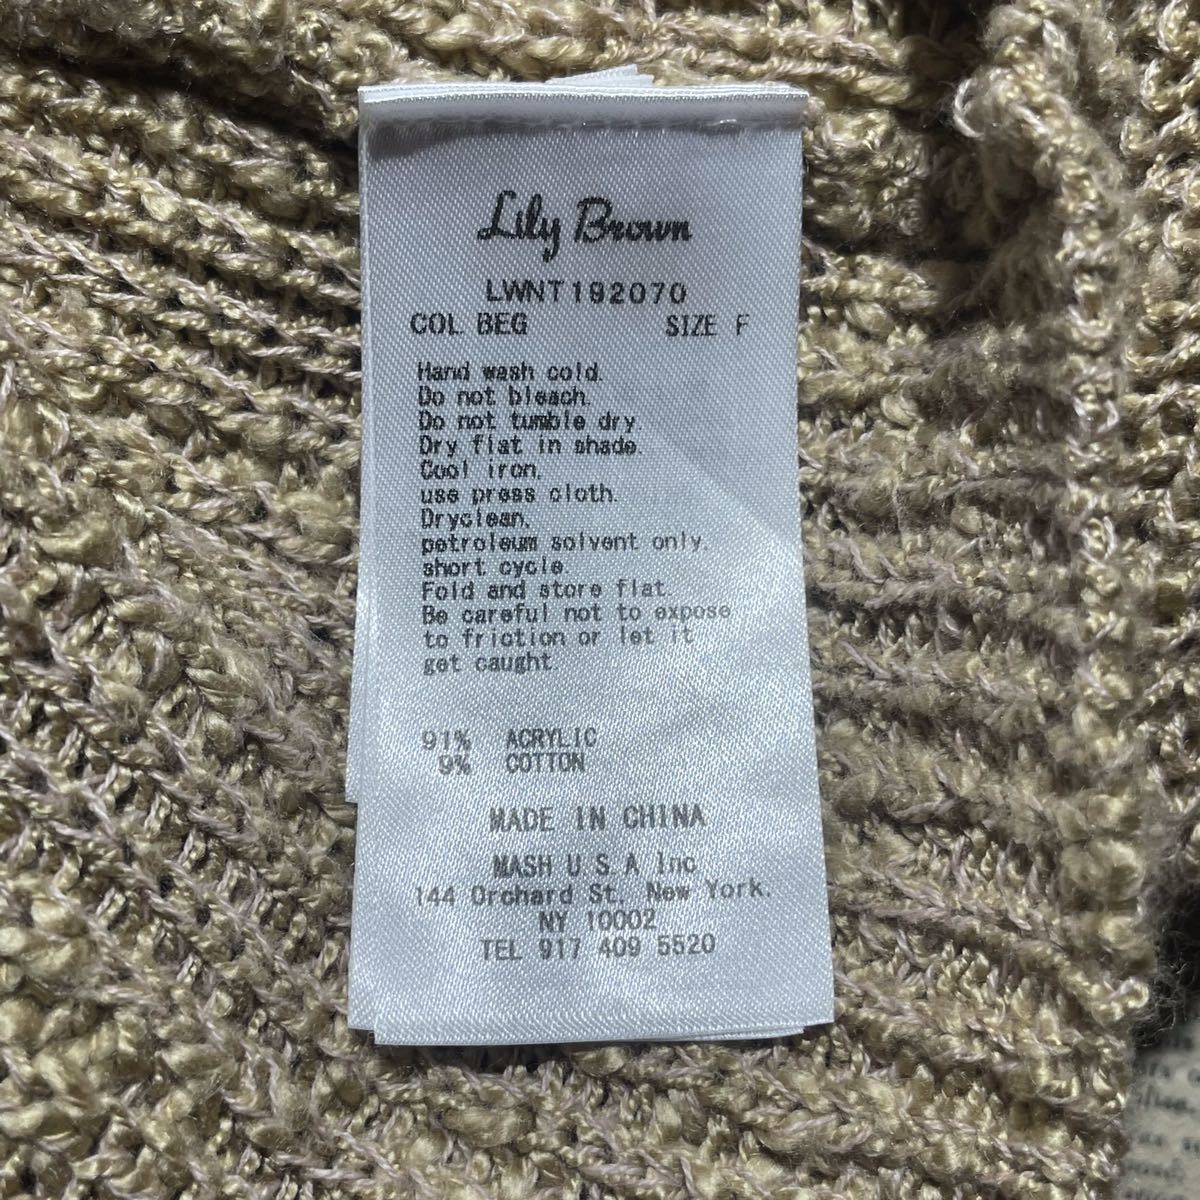 Lily Brown
LWNT192070
COL BEG SIZE F
Hand wash cold.
Do not bleach.
Do not tumble dry.
Dry flat in shade.
Cool iron,
use press cloth.
Dryclean,
petroleum solvent only,
short cycle.
Fold and store flat.
Be careful not to expose
to friction or let it
get caught.
91% ACRYLIC
9% COTTON
MADE IN CHINA
MASH U S A Inc
144 Orchard St, New York,
NY 10002
TEL 917 409 5520